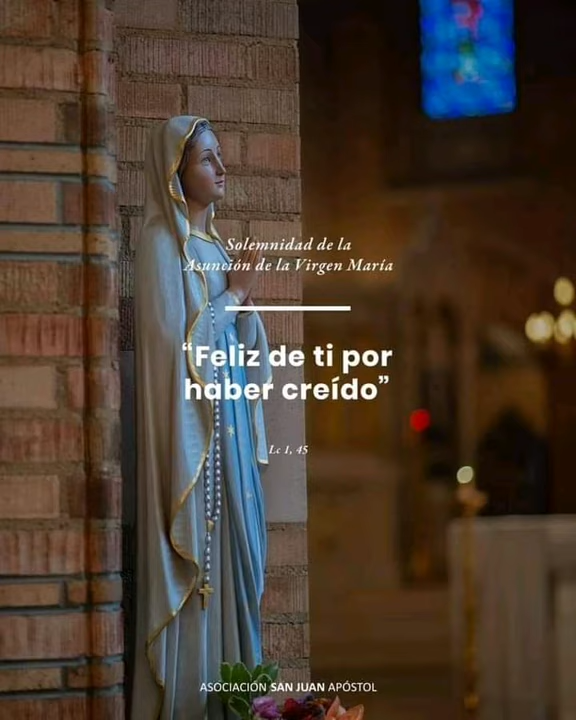 Solemnidad de la
Asunción de la Virgen María
“Feliz de ti por
haber creído”
Lc 1, 45
ASOCIACIÓN SAN JUAN APÓSTOL